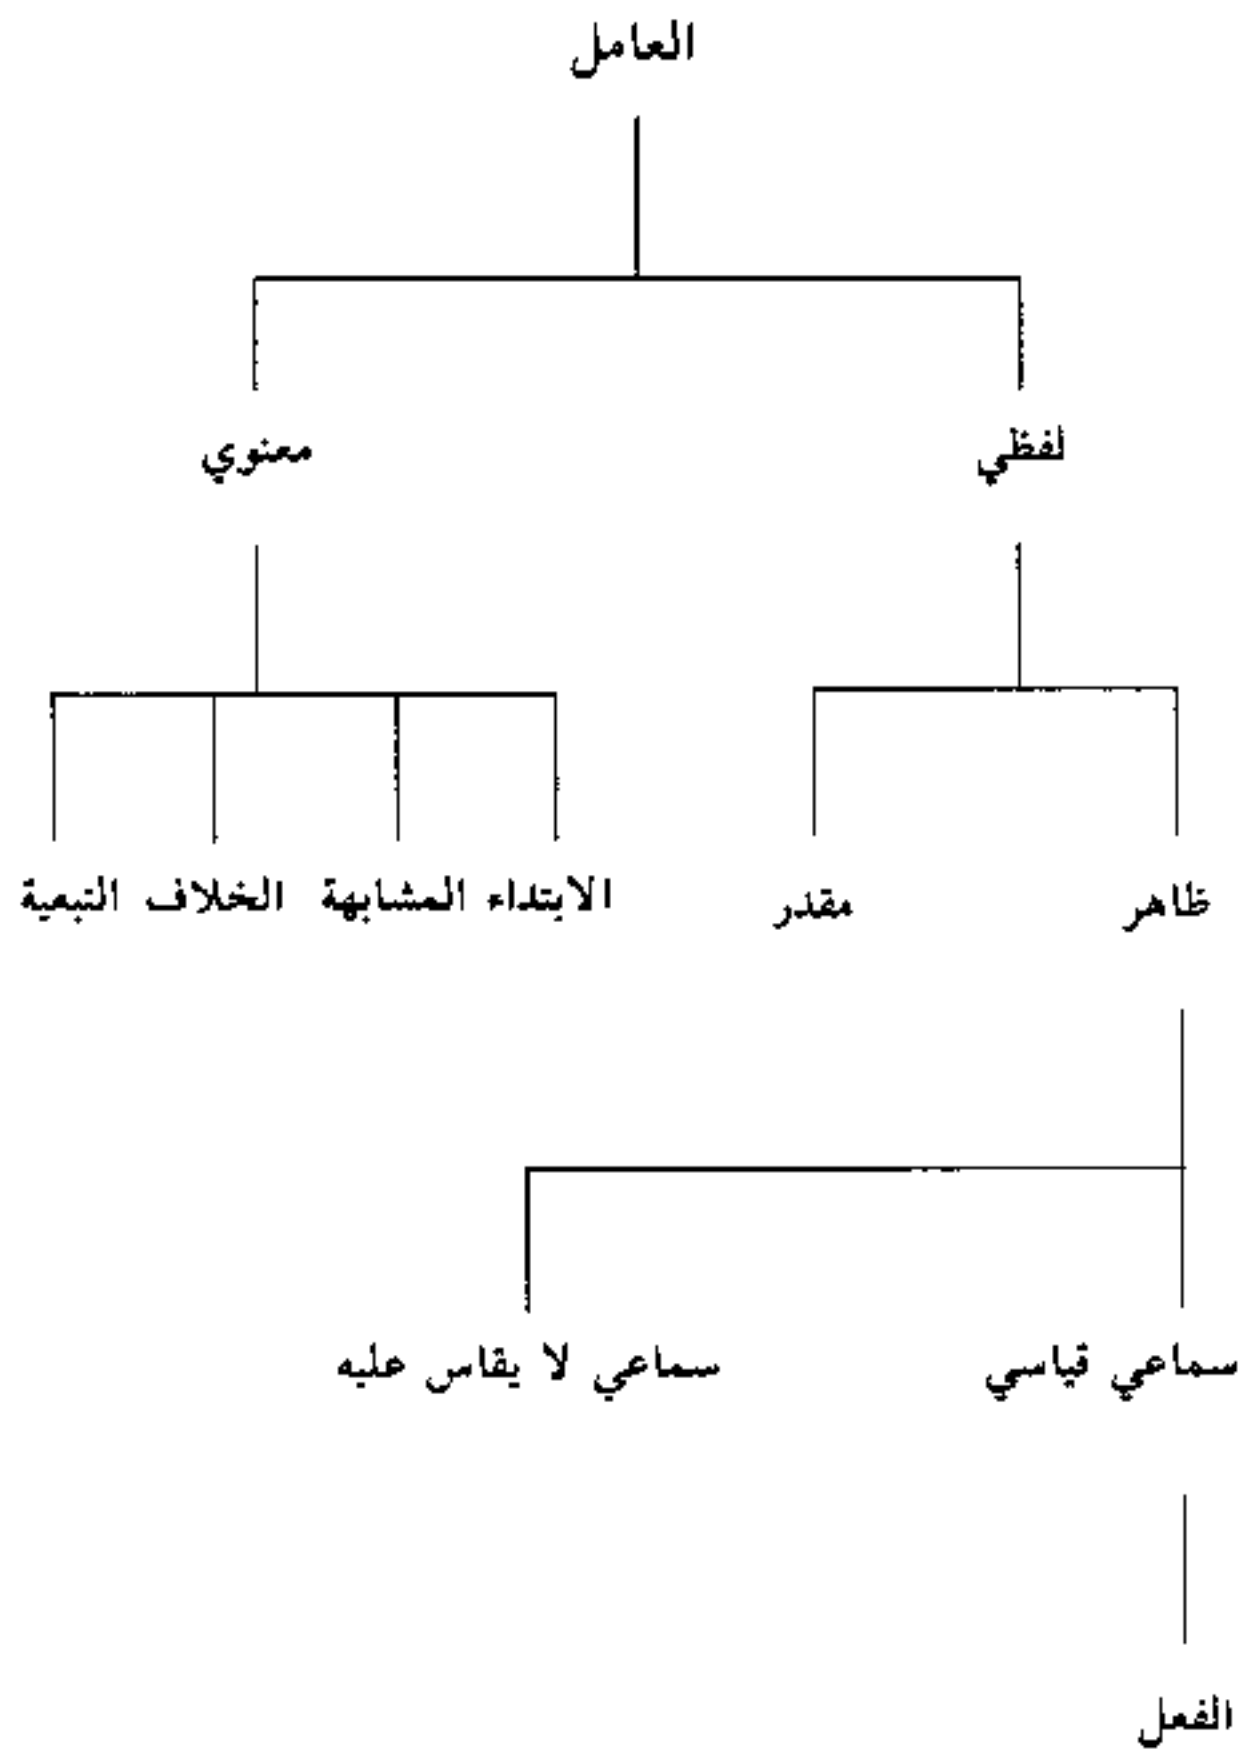 العامل
لفظي معنوي
ظاهر مقدر الابتداء المشابهة الخلاف التبعية
سماعي قياسي سماعي لا يقاس عليه
الفعل